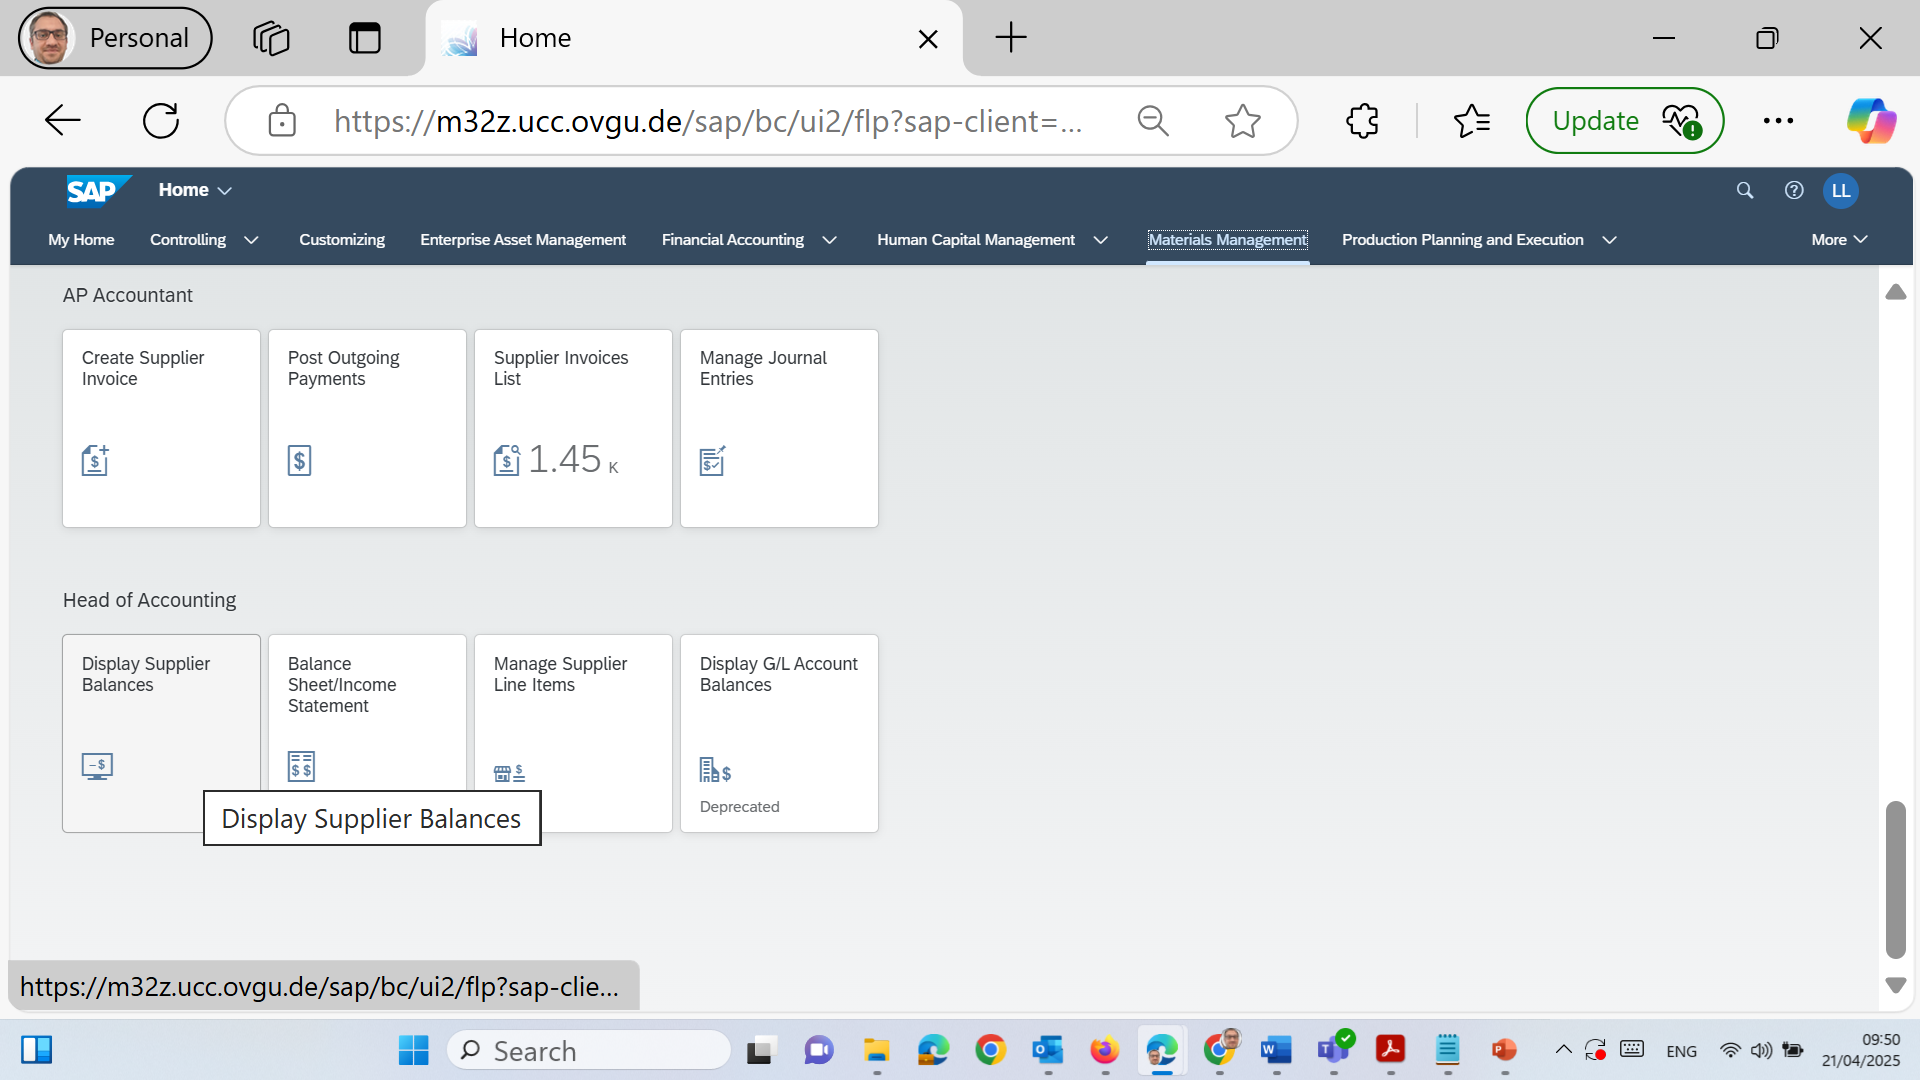 Personal
Home
https://m32z.ucc.ovgu.de/sap/bc/ui2/flp?sap-client=...
Update
SAP
Home
LL
My Home
Controlling
Customizing
Enterprise Asset Management
Financial Accounting
Human Capital Management
Materials Management
Production Planning and Execution
More
AP Accountant
Create Supplier
Invoice
Post Outgoing
Payments
Supplier Invoices
List
1.45 K
Manage Journal
Entries
Head of Accounting
Display Supplier
Balances
Balance
Sheet/Income
Statement
Manage Supplier
Line Items
Display G/L Account
Balances
Deprecated
Display Supplier Balances
https://m32z.ucc.ovgu.de/sap/bc/ui2/flp?sap-clie...
Search
ENG
09:50
21/04/2025